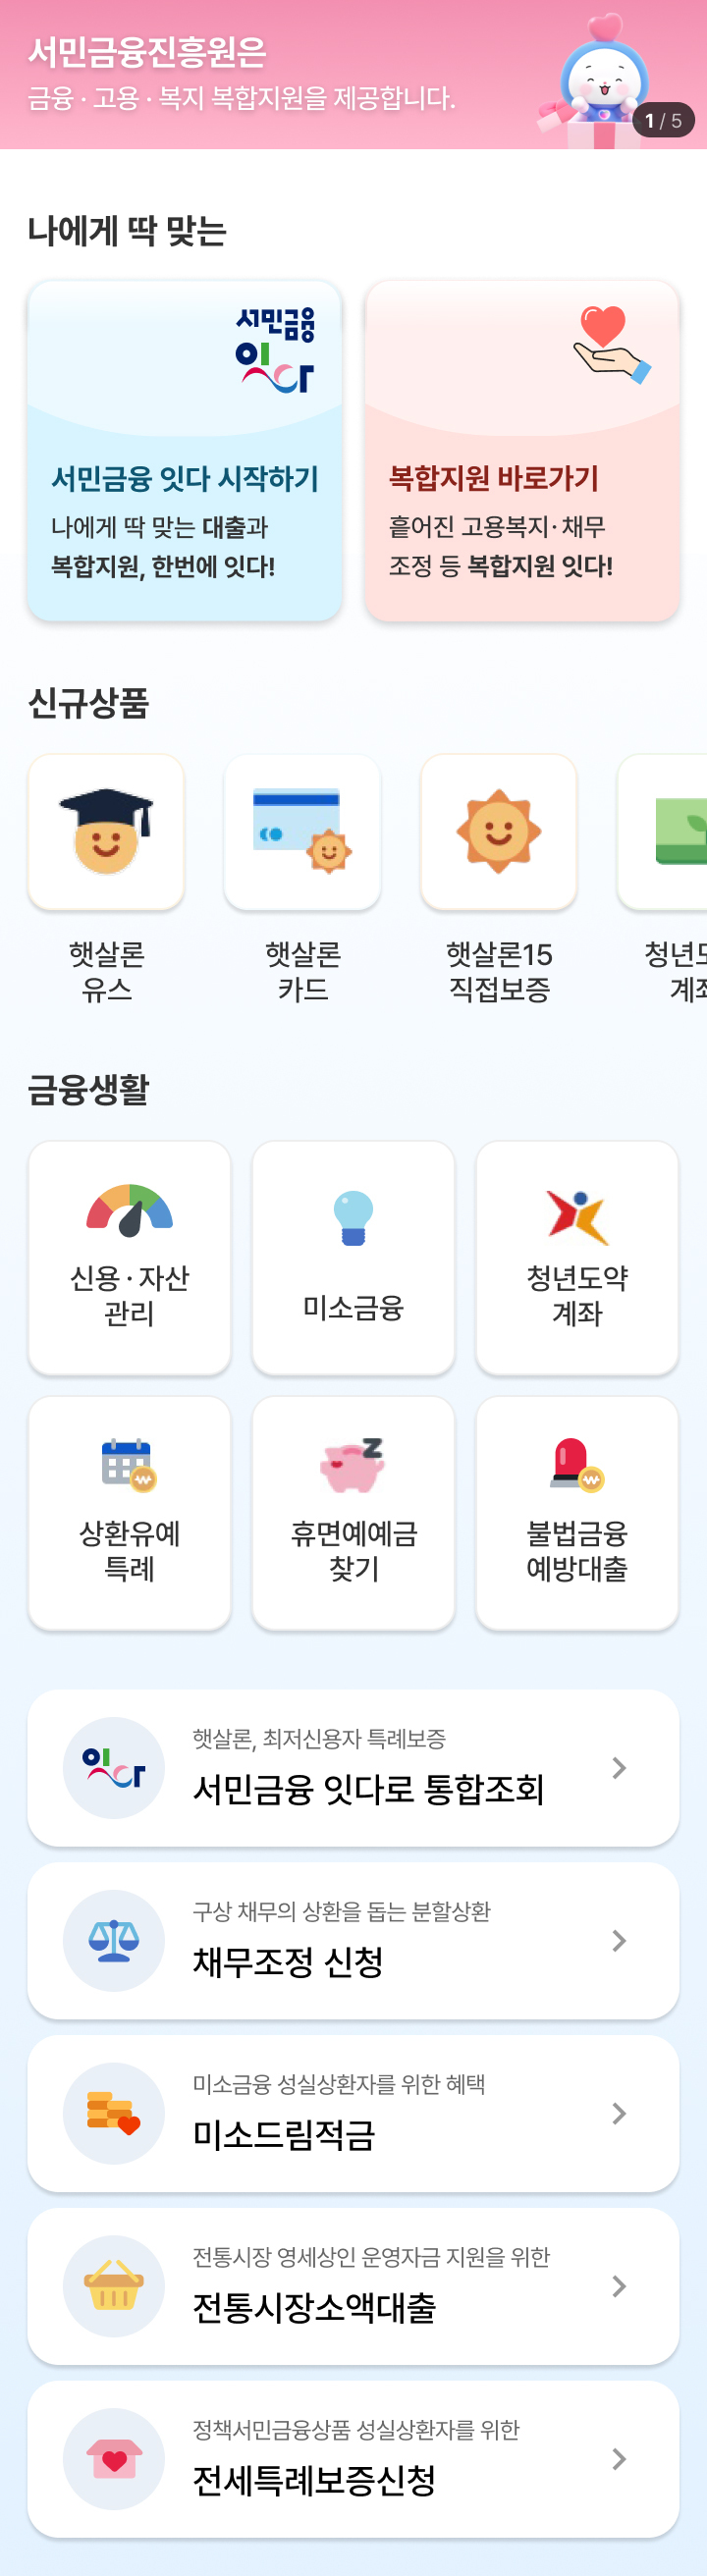 서민금융진흥원은
금융 · 고용 · 복지 복합지원을 제공합니다.
1 / 5
나에게 딱 맞는
서민금융
잇다
서민금융 잇다 시작하기
나에게 딱 맞는 대출과
복합지원, 한번에 잇다!
복합지원 바로가기
흩어진 고용복지·채무
조정 등 복합지원 잇다!
신규상품
햇살론
유스
햇살론
카드
햇살론15
직접보증
청년도
계좌
금융생활
신용·자산
관리
미소금융
청년도약
계좌
상환유예
특례
휴면예예금
찾기
불법금융
예방대출
잇다
햇살론, 최저신용자 특례보증
서민금융 잇다로 통합조회
구상 채무의 상환을 돕는 분할상환
채무조정 신청
미소금융 성실상환자를 위한 혜택
미소드림적금
전통시장 영세상인 운영자금 지원을 위한
전통시장소액대출
정책서민금융상품 성실상환자를 위한
전세특례보증신청